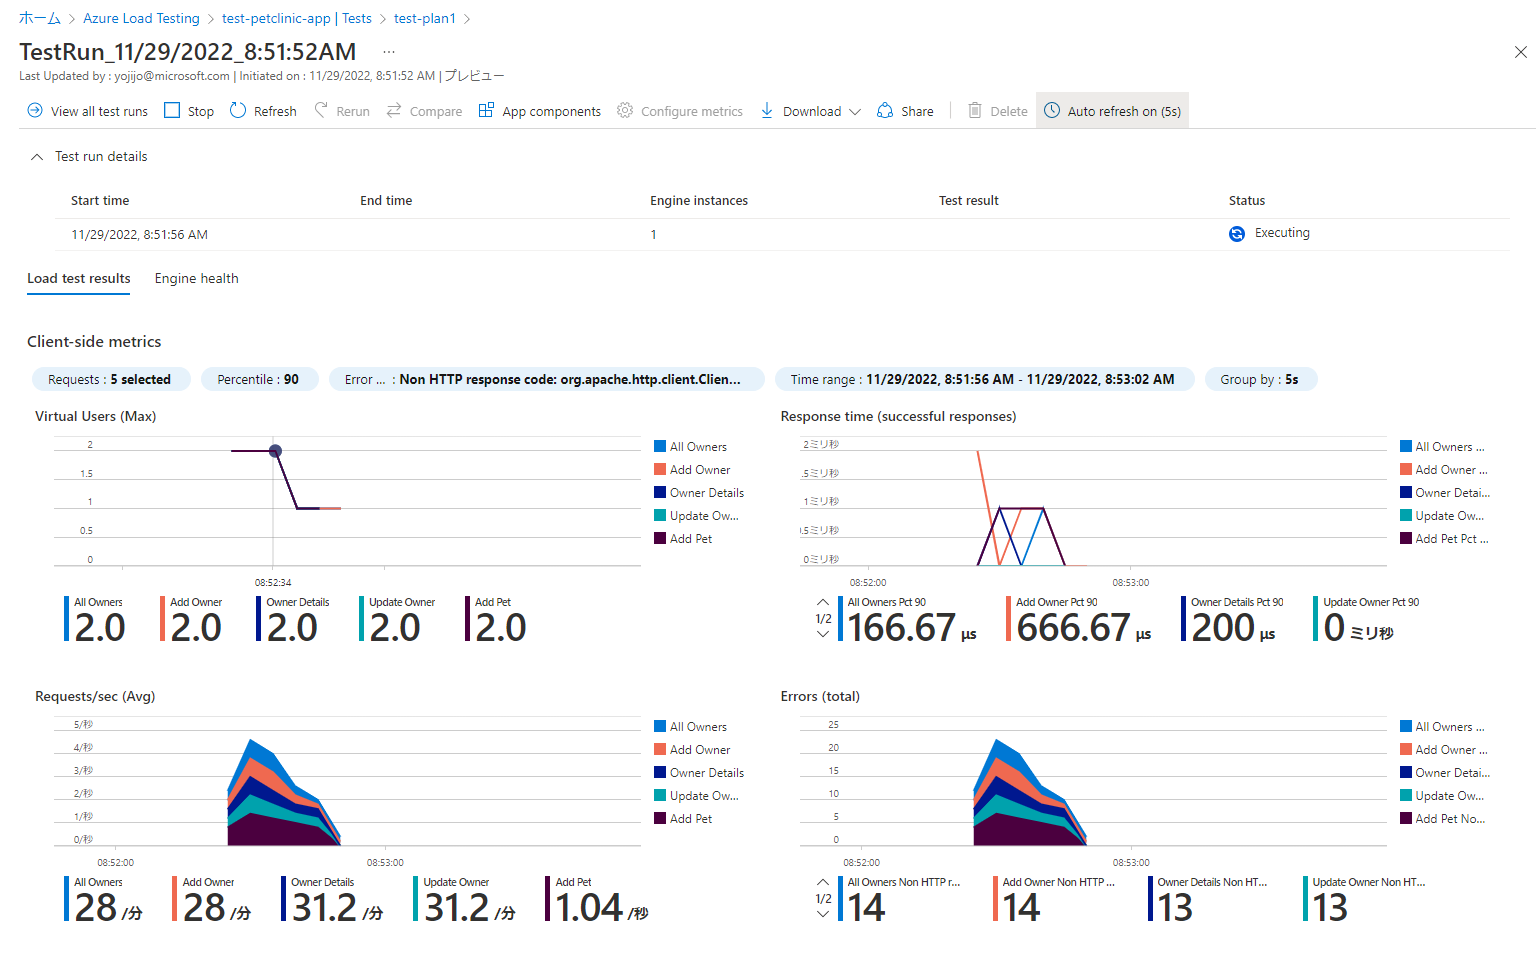 ホーム > Azure Load Testing > test-petclinic-app | Tests > test-plan1 >
TestRun_11/29/2022_8:51:52AM ...
Last Updated by : yojijo@microsoft.com | Initiated on : 11/29/2022, 8:51:52 AM | プレビュー
View all test runs Stop Refresh Rerun Compare App components Configure metrics Download Share Delete Auto refresh on (5s)
Test run details
Start time End time Engine instances Test result Status
11/29/2022, 8:51:56 AM 1 Executing
Load test results Engine health
Client-side metrics
Requests : 5 selected Percentile : 90 Error ... : Non HTTP response code: org.apache.http.client.Clien... Time range : 11/29/2022, 8:51:56 AM - 11/29/2022, 8:53:02 AM Group by : 5s
Virtual Users (Max)
2
1.5
1
0.5
0
08:52:34
All Owners
Add Owner
Owner Details
Update Ow...
Add Pet
All Owners Add Owner Owner Details Update Owner Add Pet
2.0 2.0 2.0 2.0 2.0
Response time (successful responses)
2ミリ秒
.5ミリ秒
1ミリ秒
0.5ミリ秒
0ミリ秒
08:52:00 08:53:00
All Owners ...
Add Owner ...
Owner Detai...
Update Ow...
Add Pet Pct ...
1/2
All Owners Pct 90 Add Owner Pct 90 Owner Details Pct 90 Update Owner Pct 90
166.67 µs 666.67 µs 200 µs 0 ミリ秒
Requests/sec (Avg)
5/秒
4/秒
3/秒
2/秒
1/秒
0/秒
08:52:00 08:53:00
All Owners
Add Owner
Owner Details
Update Ow...
Add Pet
All Owners Add Owner Owner Details Update Owner Add Pet
28 /分 28 /分 31.2 /分 31.2 /分 1.04 /秒
Errors (total)
25
20
15
10
5
0
08:52:00 08:53:00
All Owners ...
Add Owner ...
Owner Detai...
Update Ow...
Add Pet No...
1/2
All Owners Non HTTP r... Add Owner Non HTTP ... Owner Details Non HT... Update Owner Non HT...
14 14 13 13